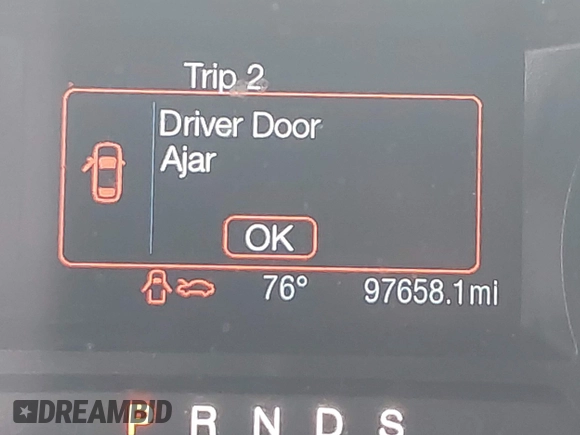 Trip 2
Driver Door
Ajar
OK
76° 97658.1mi
P R N D S
DREAMBID